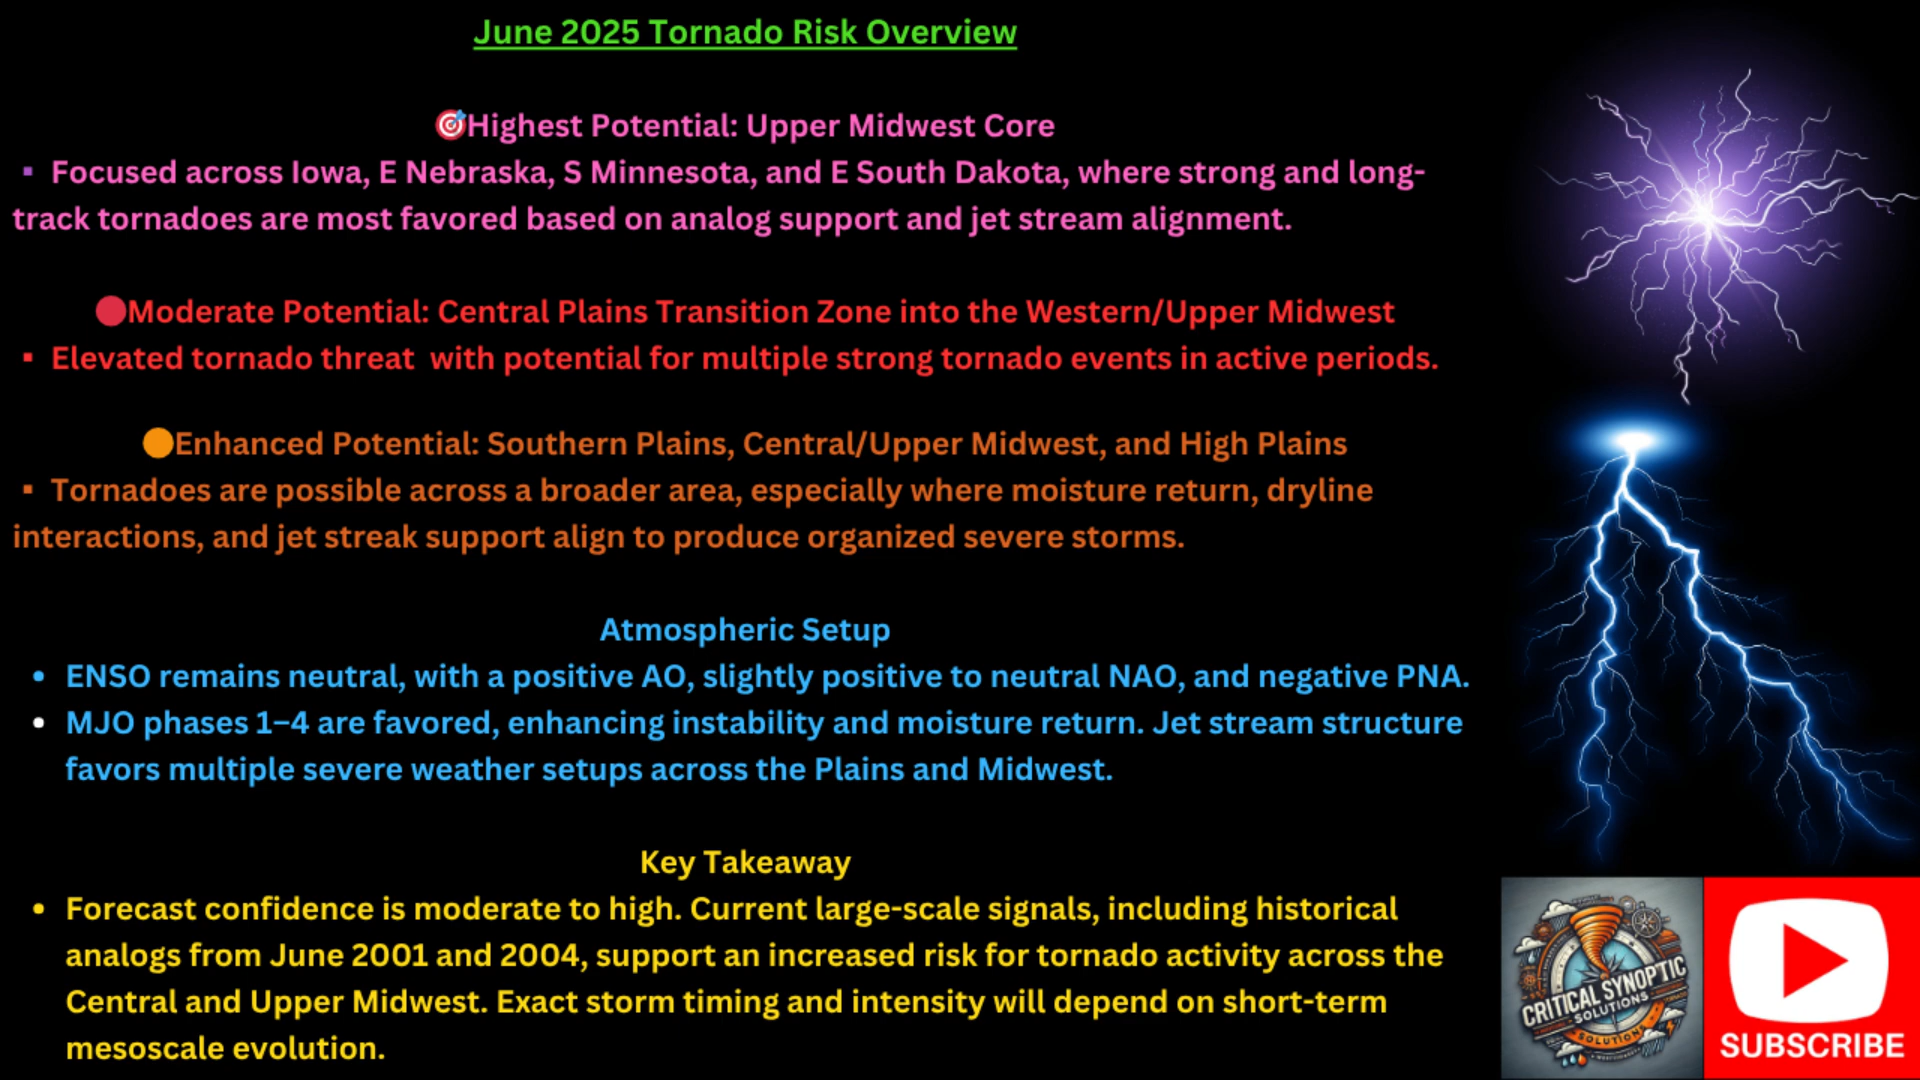 June 2025 Tornado Risk Overview
🎯Highest Potential: Upper Midwest Core
▪ Focused across Iowa, E Nebraska, S Minnesota, and E South Dakota, where strong and long-
track tornadoes are most favored based on analog support and jet stream alignment.
🔴Moderate Potential: Central Plains Transition Zone into the Western/Upper Midwest
▪ Elevated tornado threat  with potential for multiple strong tornado events in active periods.
🟠Enhanced Potential: Southern Plains, Central/Upper Midwest, and High Plains
▪ Tornadoes are possible across a broader area, especially where moisture return, dryline
interactions, and jet streak support align to produce organized severe storms.
Atmospheric Setup
• ENSO remains neutral, with a positive AO, slightly positive to neutral NAO, and negative PNA.
• MJO phases 1–4 are favored, enhancing instability and moisture return. Jet stream structure
favors multiple severe weather setups across the Plains and Midwest.
Key Takeaway
• Forecast confidence is moderate to high. Current large-scale signals, including historical
analogs from June 2001 and 2004, support an increased risk for tornado activity across the
Central and Upper Midwest. Exact storm timing and intensity will depend on short-term
mesoscale evolution.
CRITICAL SYNOPTIC
SOLUTIONS
SOLUTION
SUBSCRIBE